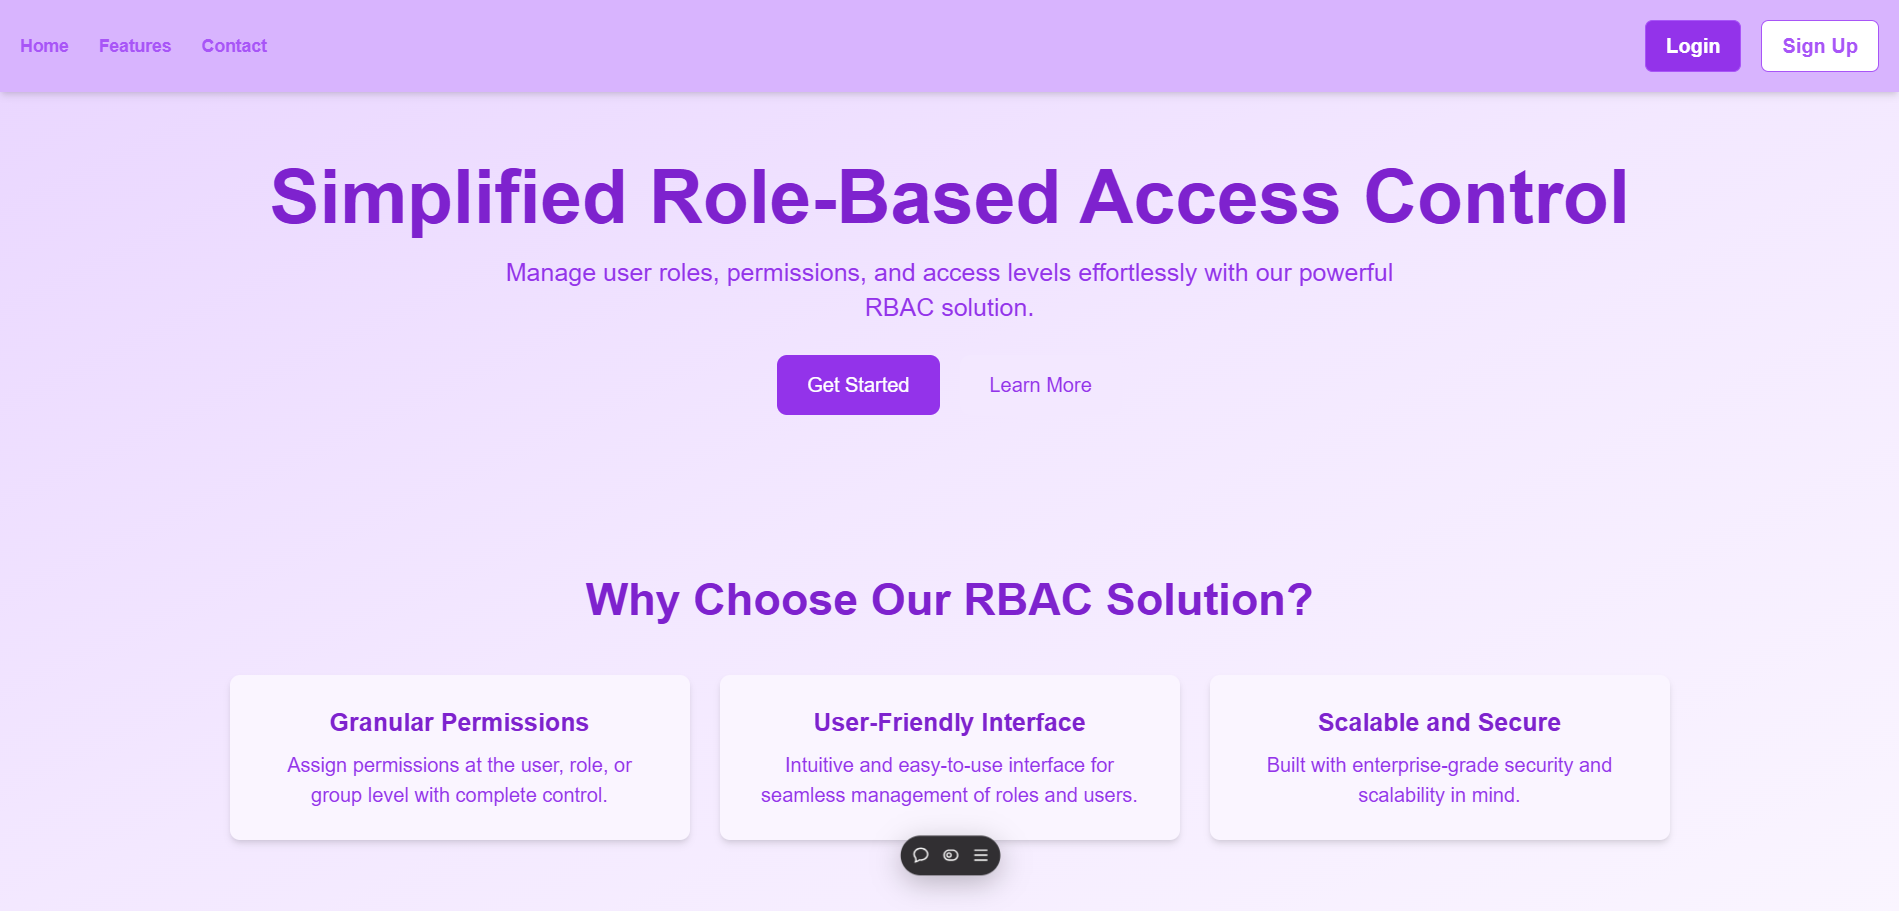 Home Features Contact Login Sign Up
Simplified Role-Based Access Control
Manage user roles, permissions, and access levels effortlessly with our powerful
RBAC solution.
Get Started Learn More
Why Choose Our RBAC Solution?
Granular Permissions
Assign permissions at the user, role, or
group level with complete control.
User-Friendly Interface
Intuitive and easy-to-use interface for
seamless management of roles and users.
Scalable and Secure
Built with enterprise-grade security and
scalability in mind.